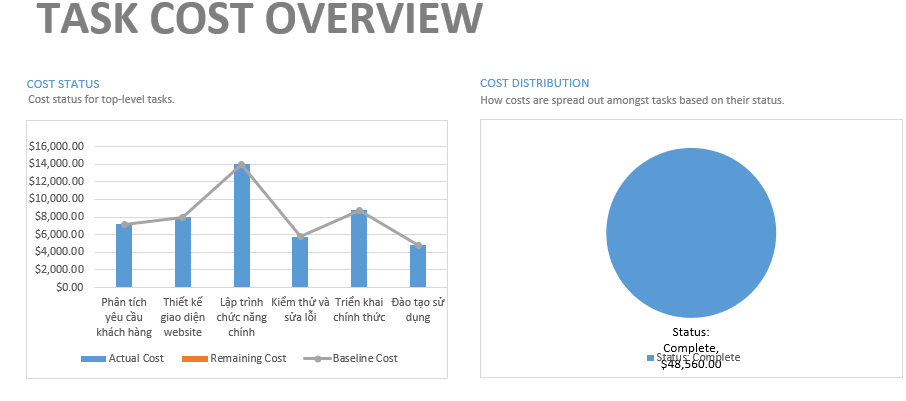 TASK COST OVERVIEW
COST STATUS
Cost status for top-level tasks.
$16,000.00
$14,000.00
$12,000.00
$10,000.00
$8,000.00
$6,000.00
$4,000.00
$2,000.00
$0.00
Phân tích
yêu cầu
khách hàng
Thiết kế
giao diện
website
Lập trình
chức năng
chính
Kiểm thử và
sửa lỗi
Triển khai
chính thức
Đào tạo sử
dụng
Actual Cost
Remaining Cost
Baseline Cost
COST DISTRIBUTION
How costs are spread out amongst tasks based on their status.
Status:
Complete,
$48,560.00
Status: Complete